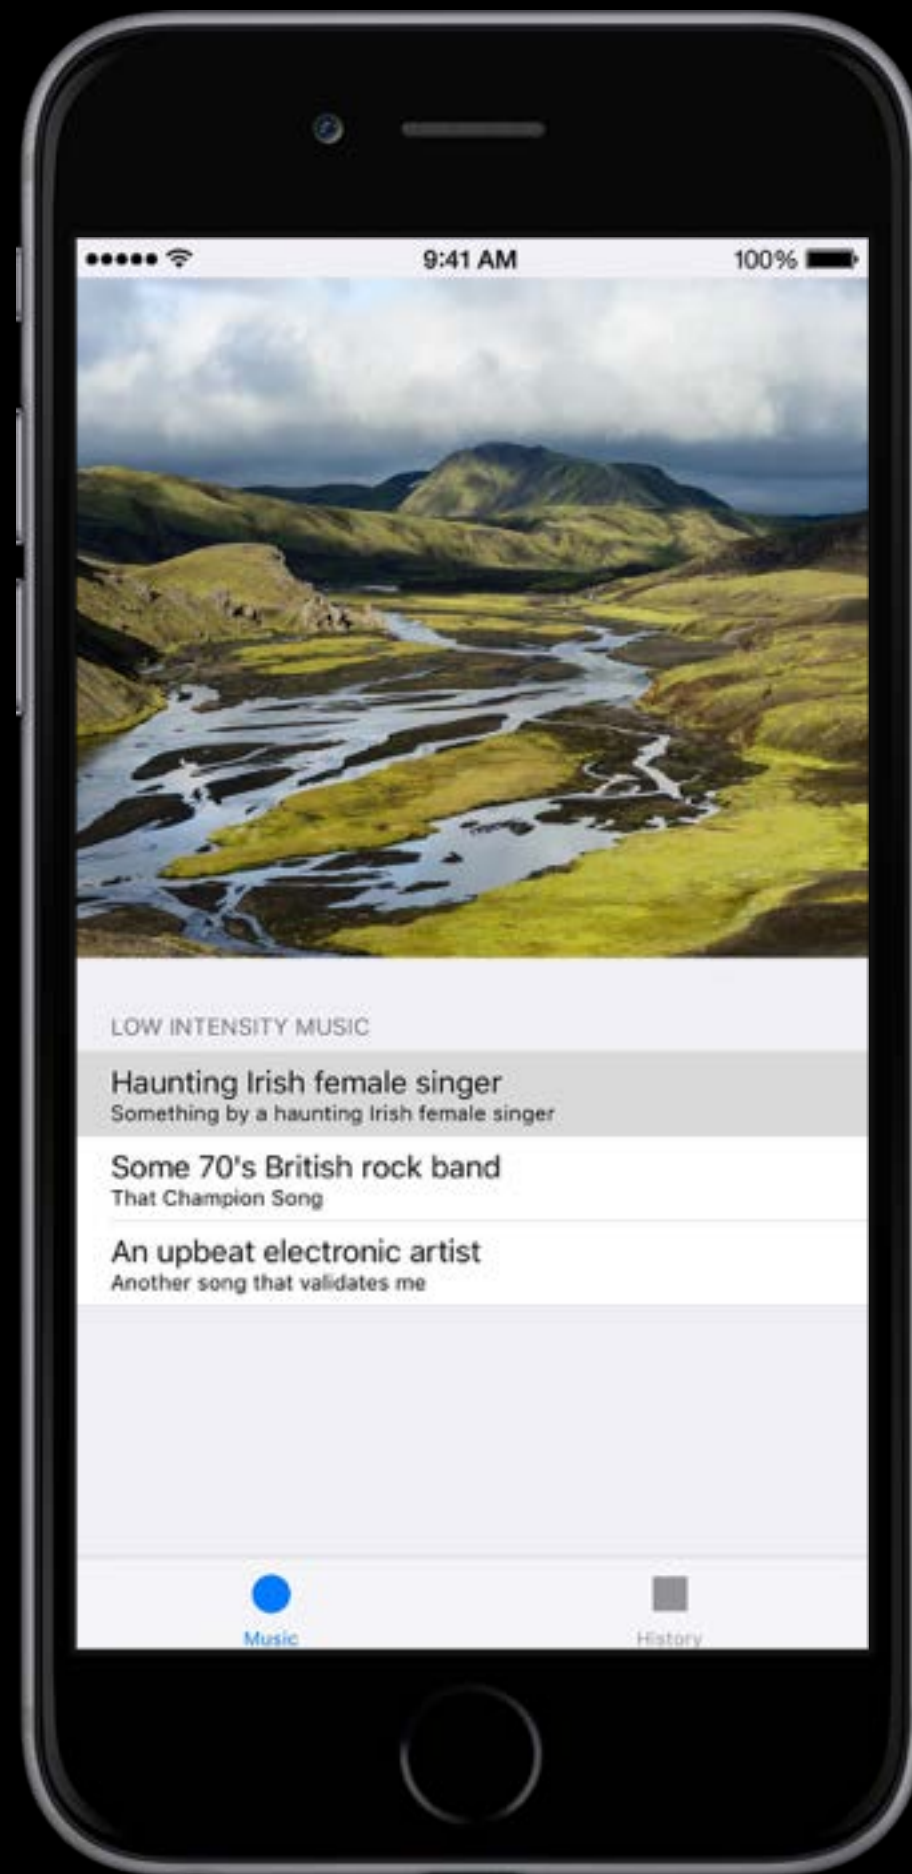 9:41 AM 100%
LOW INTENSITY MUSIC
Haunting Irish female singer
Something by a haunting Irish female singer
Some 70's British rock band
That Champion Song
An upbeat electronic artist
Another song that validates me
Music History